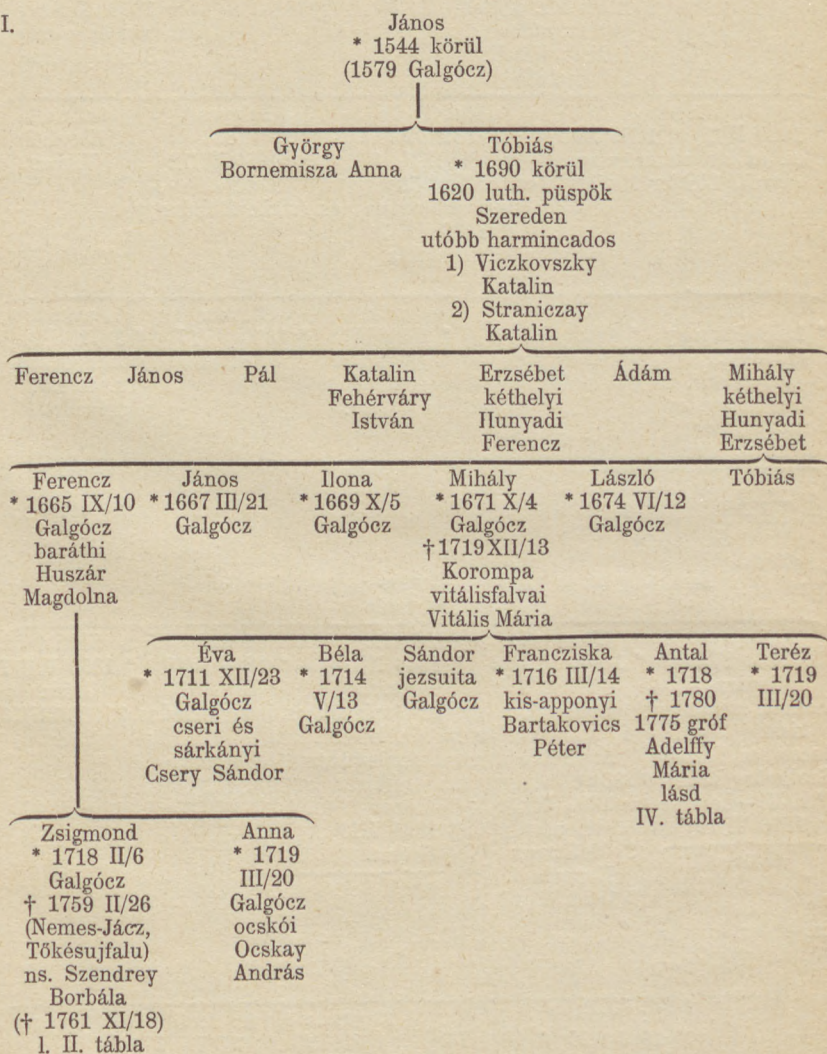 I.
János
* 1544 körül
(1579 Galgócz)
György
Bornemisza Anna
Tóbiás
* 1690 körül
1620 luth. püspök
Szereden
utóbb harmincados
1) Viczkovszky
Katalin
2) Straniczay
Katalin
Ferencz
János
Pál
Katalin
Fehérváry
István
Erzsébet
kéthelyi
Hunyadi
Ferencz
Ádám
Mihály
kéthelyi
Hunyadi
Erzsébet
Ferencz
* 1665 IX/10
Galgócz
baráthi
Huszár
Magdolna
János
* 1667 III/21
Galgócz
Ilona
* 1669 X/5
Galgócz
Mihály
* 1671 X/4
Galgócz
† 1719 XII/13
Korompa
vitálisfalvai
Vitális Mária
László
* 1674 VI/12
Galgócz
Tóbiás
Éva
* 1711 XII/23
Galgócz
cseri és
sárkányi
Csery Sándor
Béla
* 1714
V/13
Galgócz
Sándor
jezsuita
Galgócz
Francziska
* 1716 III/14
kis-apponyi
Bartakovics
Péter
Antal
* 1718
† 1780
1775 gróf
Adelffy
Mária
lásd
IV. tábla
Teréz
* 1719
III/20
Zsigmond
* 1718 II/6
Galgócz
† 1759 II/26
(Nemes-Jácz,
Tőkésujfalu)
ns. Szendrey
Borbála
(† 1761 XI/18)
l. II. tábla
Anna
* 1719
III/20
Galgócz
ocskói
Ocskay
András